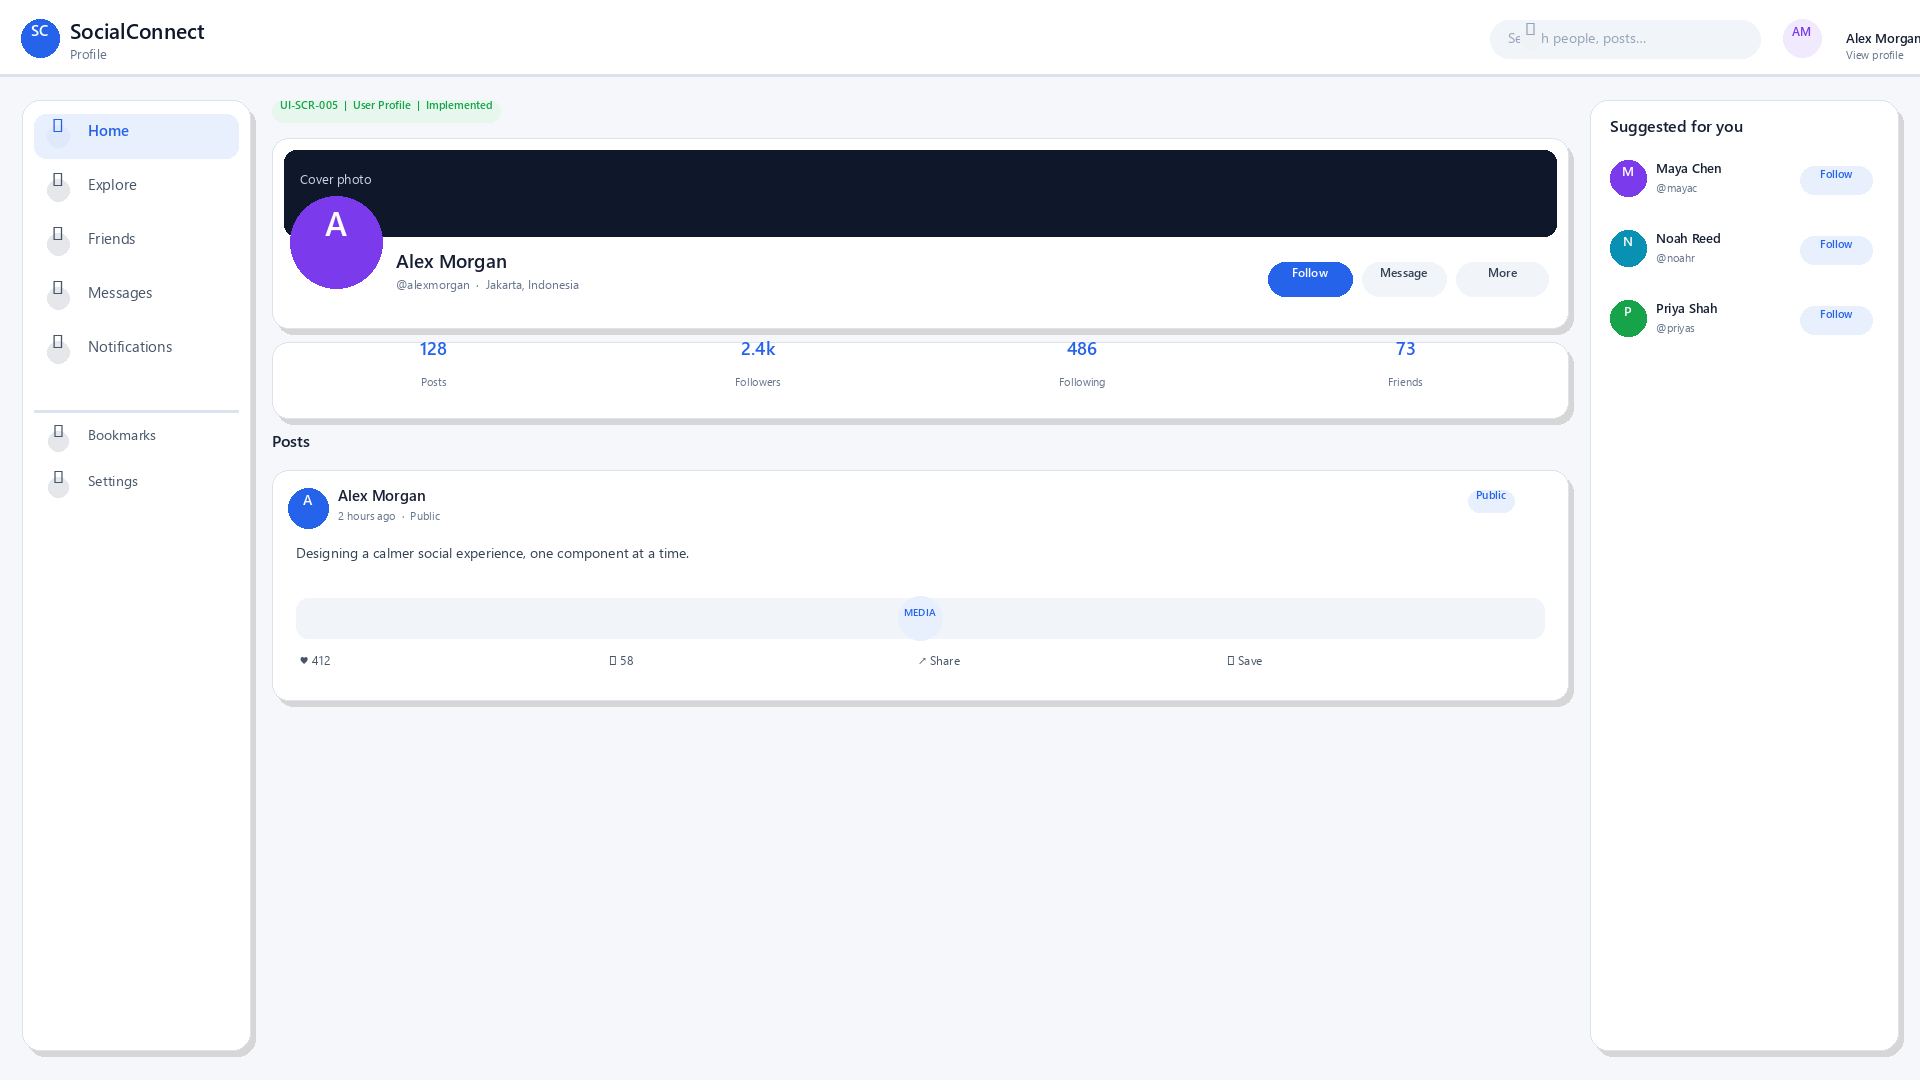 SC
SocialConnect
Profile
h people, posts...
AM
Alex Morgan
View profile
Home
Explore
Friends
Messages
Notifications
Bookmarks
Settings
UI-SCR-005 | User Profile | Implemented
Cover photo
A
Alex Morgan
@alexmorgan · Jakarta, Indonesia
Follow
Message
More
128
2.4k
486
73
Posts
Followers
Following
Friends
Posts
A
Alex Morgan
2 hours ago · Public
Public
Designing a calmer social experience, one component at a time.
MEDIA
♥ 412
58
↗ Share
Save
Suggested for you
M
Maya Chen
@mayac
Follow
N
Noah Reed
@noahr
Follow
P
Priya Shah
@priyas
Follow